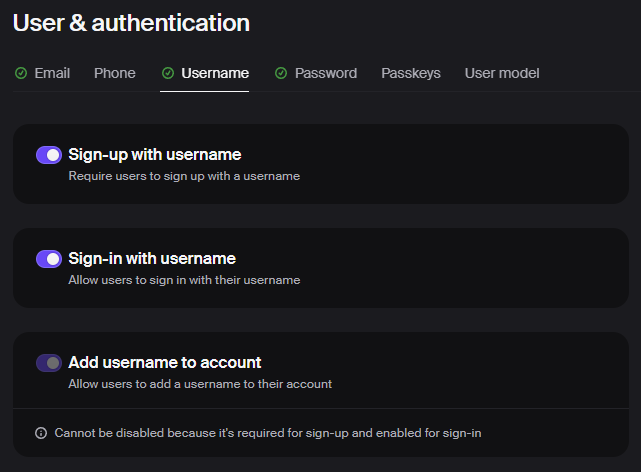 User & authentication
Email Phone Username Password Passkeys User model
Sign-up with username
Require users to sign up with a username
Sign-in with username
Allow users to sign in with their username
Add username to account
Allow users to add a username to their account
Cannot be disabled because it's required for sign-up and enabled for sign-in